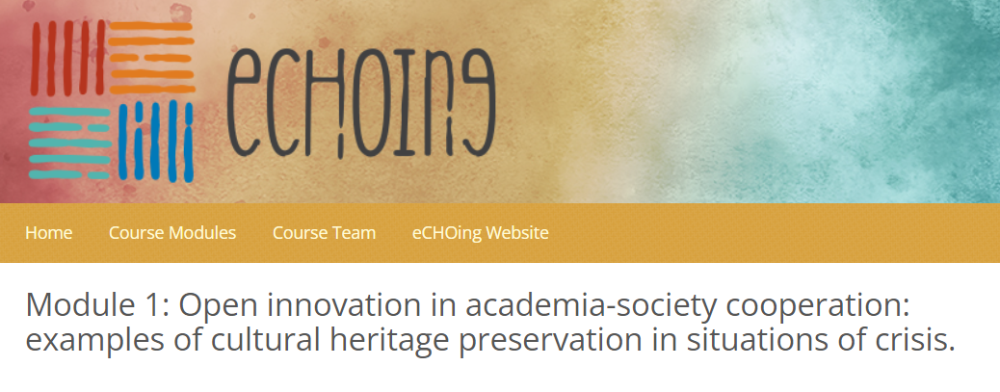 eCHOing
Home
Course Modules
Course Team
eCHOing Website
Module 1: Open innovation in academia-society cooperation:
examples of cultural heritage preservation in situations of crisis.